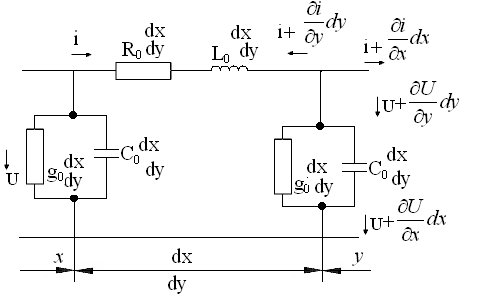 i
R₀ dx
dy
L₀ dx
dy
i+ ∂i/∂y dy
i+ ∂i/∂x dx
U+ ∂U/∂y dy
U
g₀ dx
dy
C₀ dx
dy
g₀ dx
dy
C₀ dx
dy
U+ ∂U/∂x dx
x
dx
dy
y